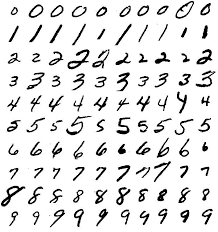 0 0 0 0 0 0 0 0 0 0
1 1 1 1 1 1 1 1 1 1
2 2 2 2 2 2 2 2 2 2
3 3 3 3 3 3 3 3 3 3
4 4 4 4 4 4 4 4 4 4
5 5 5 5 5 5 5 5 5 5
6 6 6 6 6 6 6 6 6 6
7 7 7 7 7 7 7 7 7 7
8 8 8 8 8 8 8 8 8 8
9 9 9 9 9 9 9 9 9 9